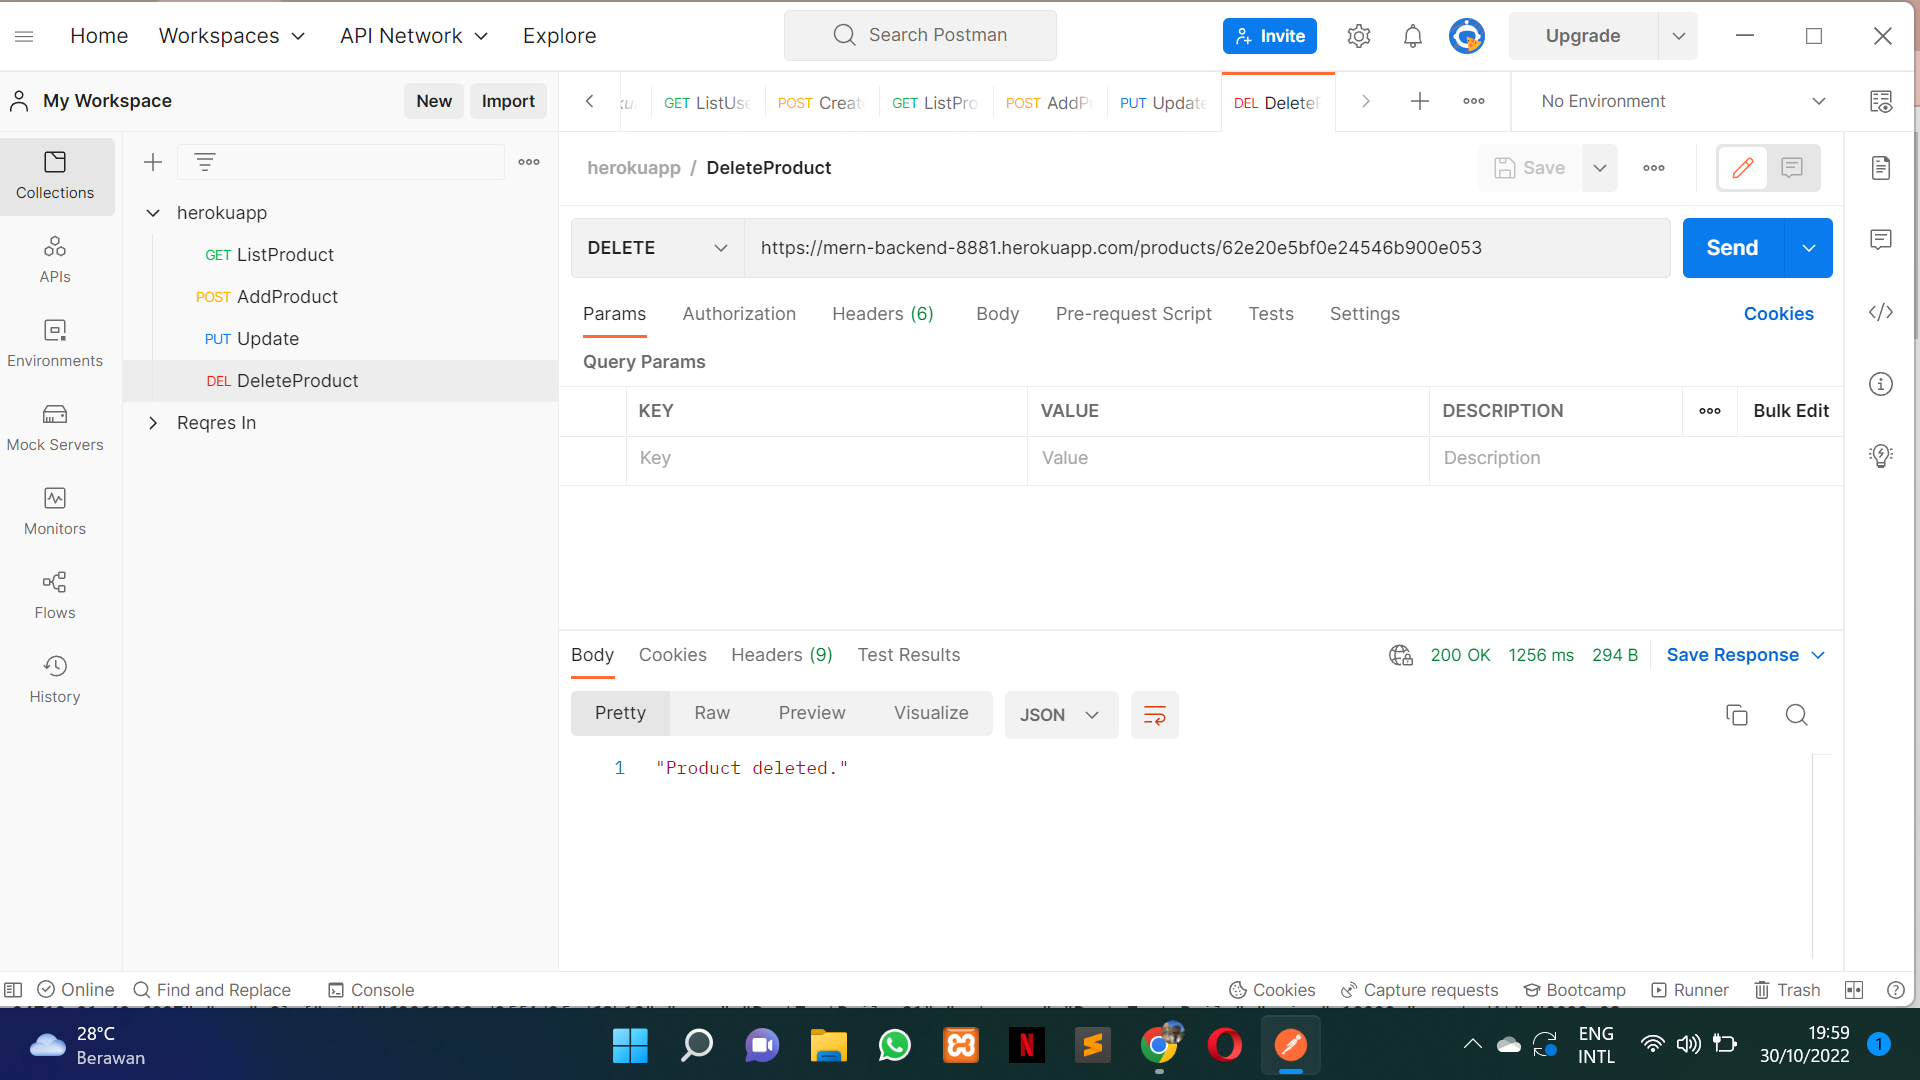 Home
Workspaces
API Network
Explore
Search Postman
Invite
Upgrade
My Workspace
New
Import
GET ListUse
POST Creat
GET ListPro
POST AddP
PUT Update
DEL DeleteP
No Environment
Collections
APIs
Environments
Mock Servers
Monitors
Flows
History
herokuapp
GET ListProduct
POST AddProduct
PUT Update
DEL DeleteProduct
Reqres In
herokuapp / DeleteProduct
Save
DELETE
https://mern-backend-8881.herokuapp.com/products/62e20e5bf0e24546b900e053
Send
Params
Authorization
Headers (6)
Body
Pre-request Script
Tests
Settings
Cookies
Query Params
KEY
VALUE
DESCRIPTION
Bulk Edit
Key
Value
Description
Body
Cookies
Headers (9)
Test Results
200 OK
1256 ms
294 B
Save Response
Pretty
Raw
Preview
Visualize
JSON
1 "Product deleted."
Online
Find and Replace
Console
Cookies
Capture requests
Bootcamp
Runner
Trash
28°C
Berawan
ENG
INTL
19:59
30/10/2022
1